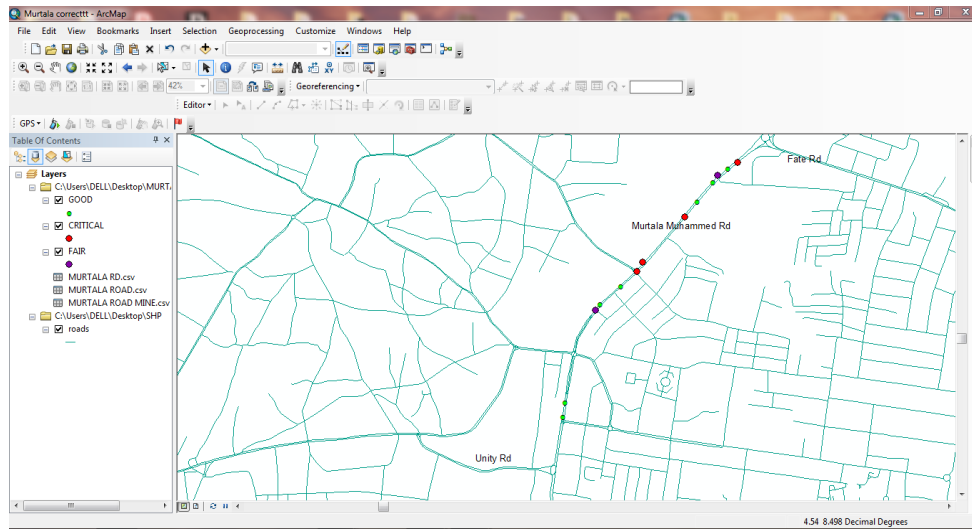 Murtala correcttt - ArcMap
File Edit View Bookmarks Insert Selection Geoprocessing Customize Windows Help
42% Georeferencing
Editor
GPS
Table Of Contents
Layers
C:\Users\DELL\Desktop\MURT.
GOOD
CRITICAL
FAIR
MURTALA RD.csv
MURTALA ROAD.csv
MURTALA ROAD MINE.csv
C:\Users\DELL\Desktop\SHP
roads
Fate Rd
Murtala Muhammed Rd
Unity Rd
4.54 8.498 Decimal Degrees